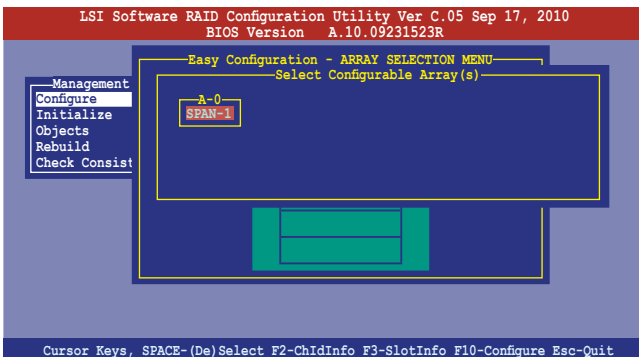 LSI Software RAID Configuration Utility Ver C.05 Sep 17, 2010
BIOS Version A.10.09231523R
Easy Configuration - ARRAY SELECTION MENU
Select Configurable Array(s)
Management
Configure
Initialize
Objects
Rebuild
Check Consist
A-0
SPAN-1
Cursor Keys, SPACE-(De)Select F2-ChIdInfo F3-SlotInfo F10-Configure Esc-Quit